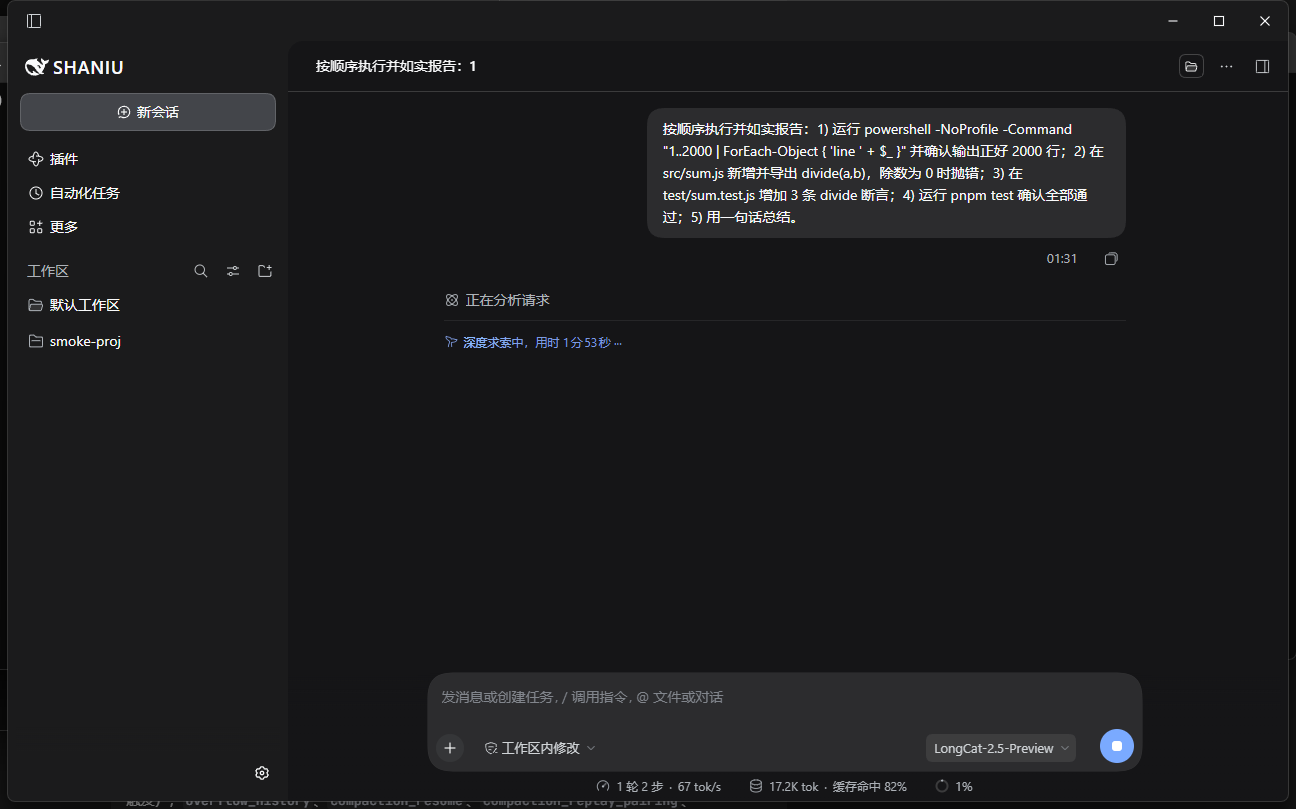 SHANIU
按顺序执行并如实报告：1
新会话
插件
自动化任务
更多
工作区
默认工作区
smoke-proj
按顺序执行并如实报告：1) 运行 powershell -NoProfile -Command
"1..2000 | ForEach-Object { 'line ' + $_ }" 并确认输出正好 2000 行；2) 在
src/sum.js 新增并导出 divide(a,b)，除数为 0 时抛错；3) 在
test/sum.test.js 增加 3 条 divide 断言；4) 运行 pnpm test 确认全部通
过；5) 用一句话总结。
01:31
正在分析请求
深度求索中，用时 1分 53秒 ...
发消息或创建任务, / 调用指令, @ 文件或对话
工作区内修改
LongCat-2.5-Preview
1 轮 2 步 · 67 tok/s
17.2K tok · 缓存命中 82%
1%